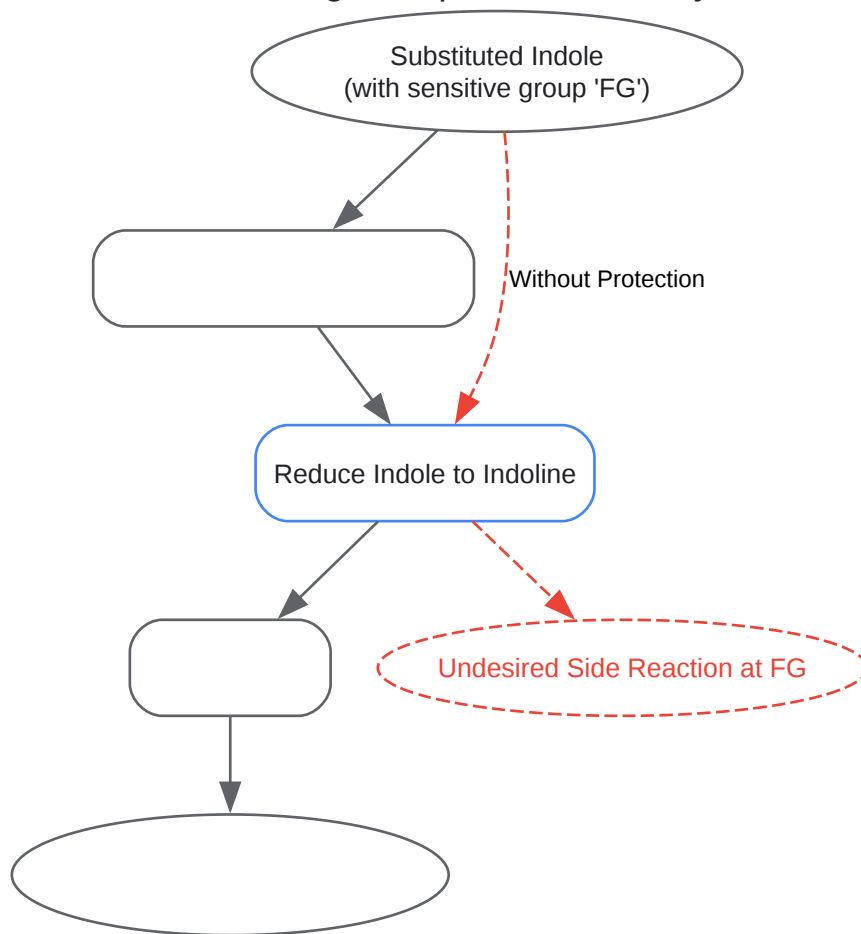 Substituted Indole
(with sensitive group 'FG')
Without Protection
Reduce Indole to Indoline
Undesired Side Reaction at FG